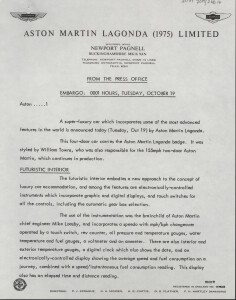 ASTON MARTIN LAGONDA (1975) LIMITED
NEWPORT PAGNELL
BUCKINGHAMSHIRE
FROM THE PRESS OFFICE
EMBARGO: 0001 HOURS, TUESDAY, OCTOBER 19
Aston .....1
A super-luxury car which incorporates some of the most advanced
features in the world is announced today (Tuesday, Oct 19) by Aston Martin Lagonda.
This four-door car carries the Aston Martin Lagonda badge. It was
styled by William Towns, who was also responsible for the 155mph four-door Aston
Martin, which continues in production.
FUTURISTIC INTERIOR
The futuristic interior embodies a new approach to the concept of
luxury car accommodation, and among the features are electronically-controlled
instruments which incorporate graphic and digital displays, and touch switches for
all the controls, including the automatic gear box selection.
The use of the instrumentation was the brainchild of Aston Martin
chief engineer Mike Loasby, and incorporates a speedo with mph/kph changeover
operated by a touch switch, rev counter, oil pressure and temperature gauges, water
temperature and fuel gauges, a voltmeter and an ammeter. There are also interior and
exterior temperature gauges, a digital clock which also shows the date, and an
electronically-controlled display showing the average speed and fuel consumption on a
journey, combined with a speed/instantaneous fuel consumption reading. This display
also has an elapsed time and distance reading.